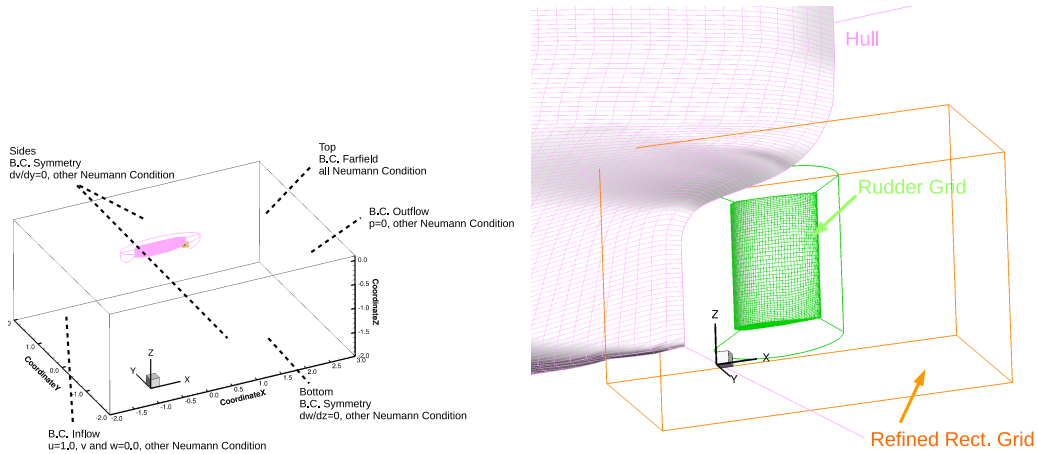 Sides
B.C. Symmetry
dv/dy=0, other Neumann Condition
Top
B.C. Farfield
all Neumann Condition
B.C. Outflow
p=0, other Neumann Condition
0.0
-0.5
-1.0
-1.5
-2.0
CoordinateZ
1.0
0.0
-1.0
-2.0
CoordinateY
-1.5
-1.0
-0.5
0.0
0.5
1.0
1.5
2.0
2.5
3.0
CoordinateX
Z
Y
X
Bottom
B.C. Symmetry
dw/dz=0, other Neumann Condition
B.C. Inflow
u=1.0, v and w=0.0, other Neumann Condition
Hull
Rudder Grid
Z
X
Y
Refined Rect. Grid